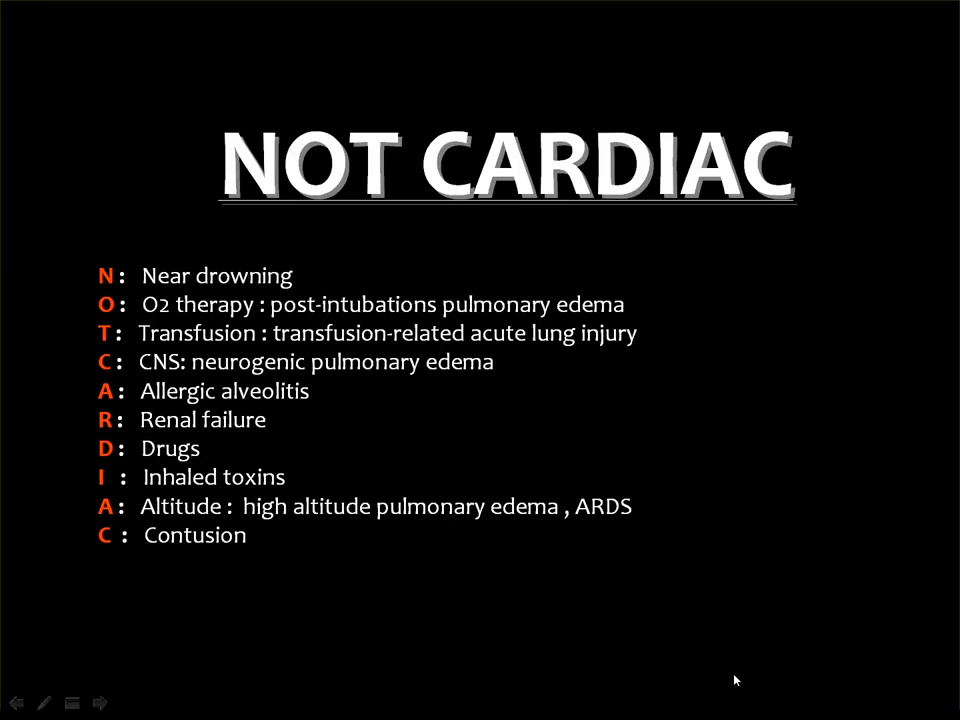 NOT CARDIAC
N : Near drowning
O : O2 therapy : post-intubations pulmonary edema
T : Transfusion : transfusion-related acute lung injury
C : CNS: neurogenic pulmonary edema
A : Allergic alveolitis
R : Renal failure
D : Drugs
I : Inhaled toxins
A : Altitude : high altitude pulmonary edema , ARDS
C : Contusion